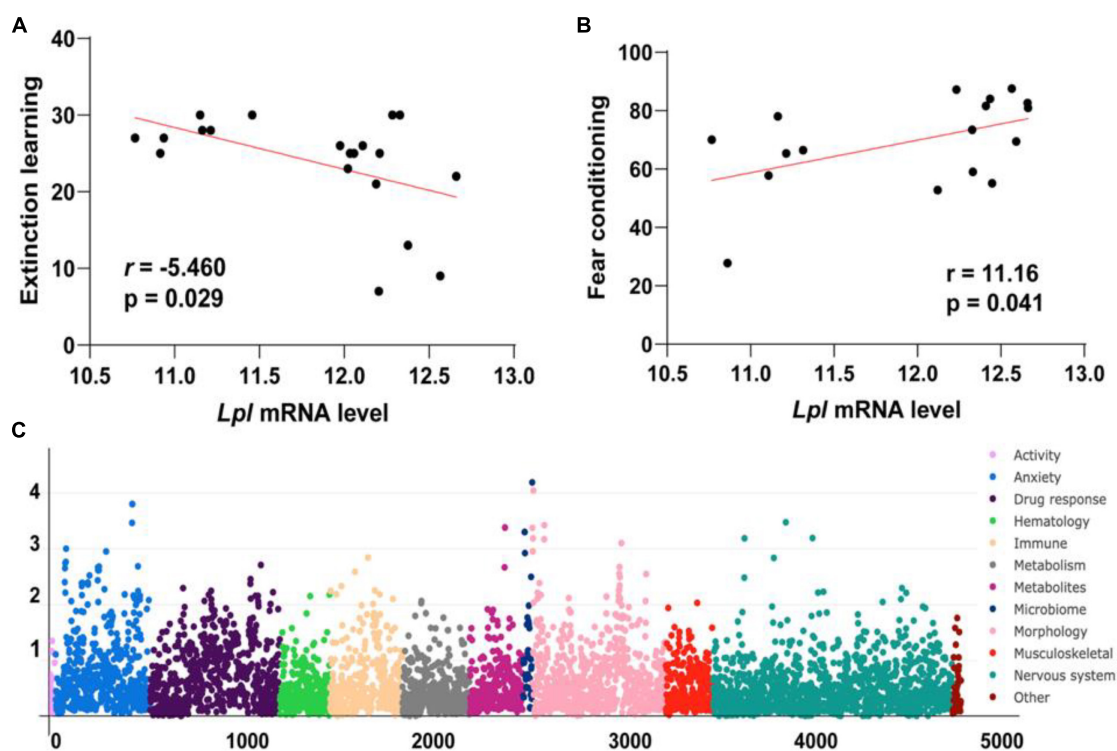 A
40
30
20
10
0
Extinction learning
r = -5.460
p = 0.029
10.5 11.0 11.5 12.0 12.5 13.0
Lpl mRNA level
B
100
80
60
40
20
0
Fear conditioning
r = 11.16
p = 0.041
10.5 11.0 11.5 12.0 12.5 13.0
Lpl mRNA level
C
4
3
2
1
0 1000 2000 3000 4000 5000
Activity
Anxiety
Drug response
Hematology
Immune
Metabolism
Metabolites
Microbiome
Morphology
Musculoskeletal
Nervous system
Other